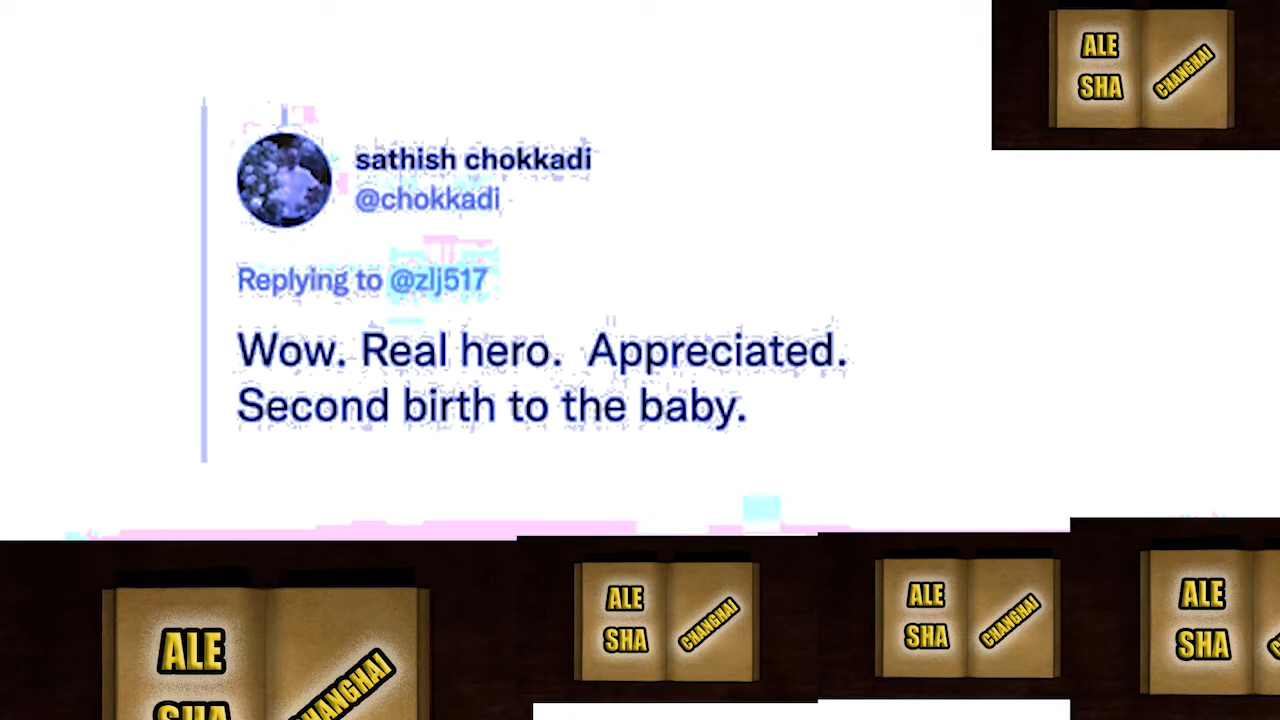 ALE
SHA
CHANGHAI
sathish chokkadi
@chokkadi
Replying to @zlj517
Wow. Real hero.  Appreciated.
Second birth to the baby.
ALE
SHA
CHANGHAI
ALE
SHA
CHANGHAI
ALE
SHA
CHANGHAI
ALE
SHA